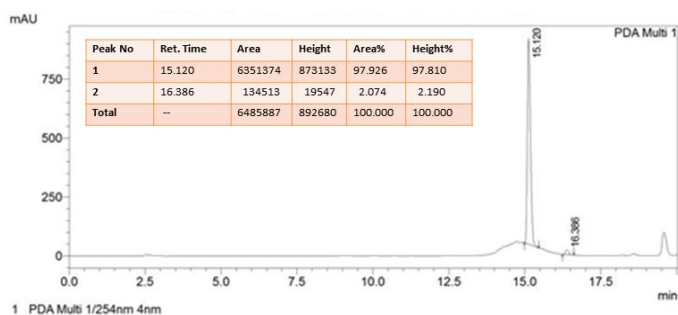 mAU
PDA Multi 1
15.120
Peak No Ret. Time Area Height Area% Height%
1 15.120 6351374 873133 97.926 97.810
2 16.386 134513 19547 2.074 2.190
Total -- 6485887 892680 100.000 100.000
750
500
250
0
16.386
0.0 2.5 5.0 7.5 10.0 12.5 15.0 17.5
min
1 PDA Multi 1/254nm 4nm